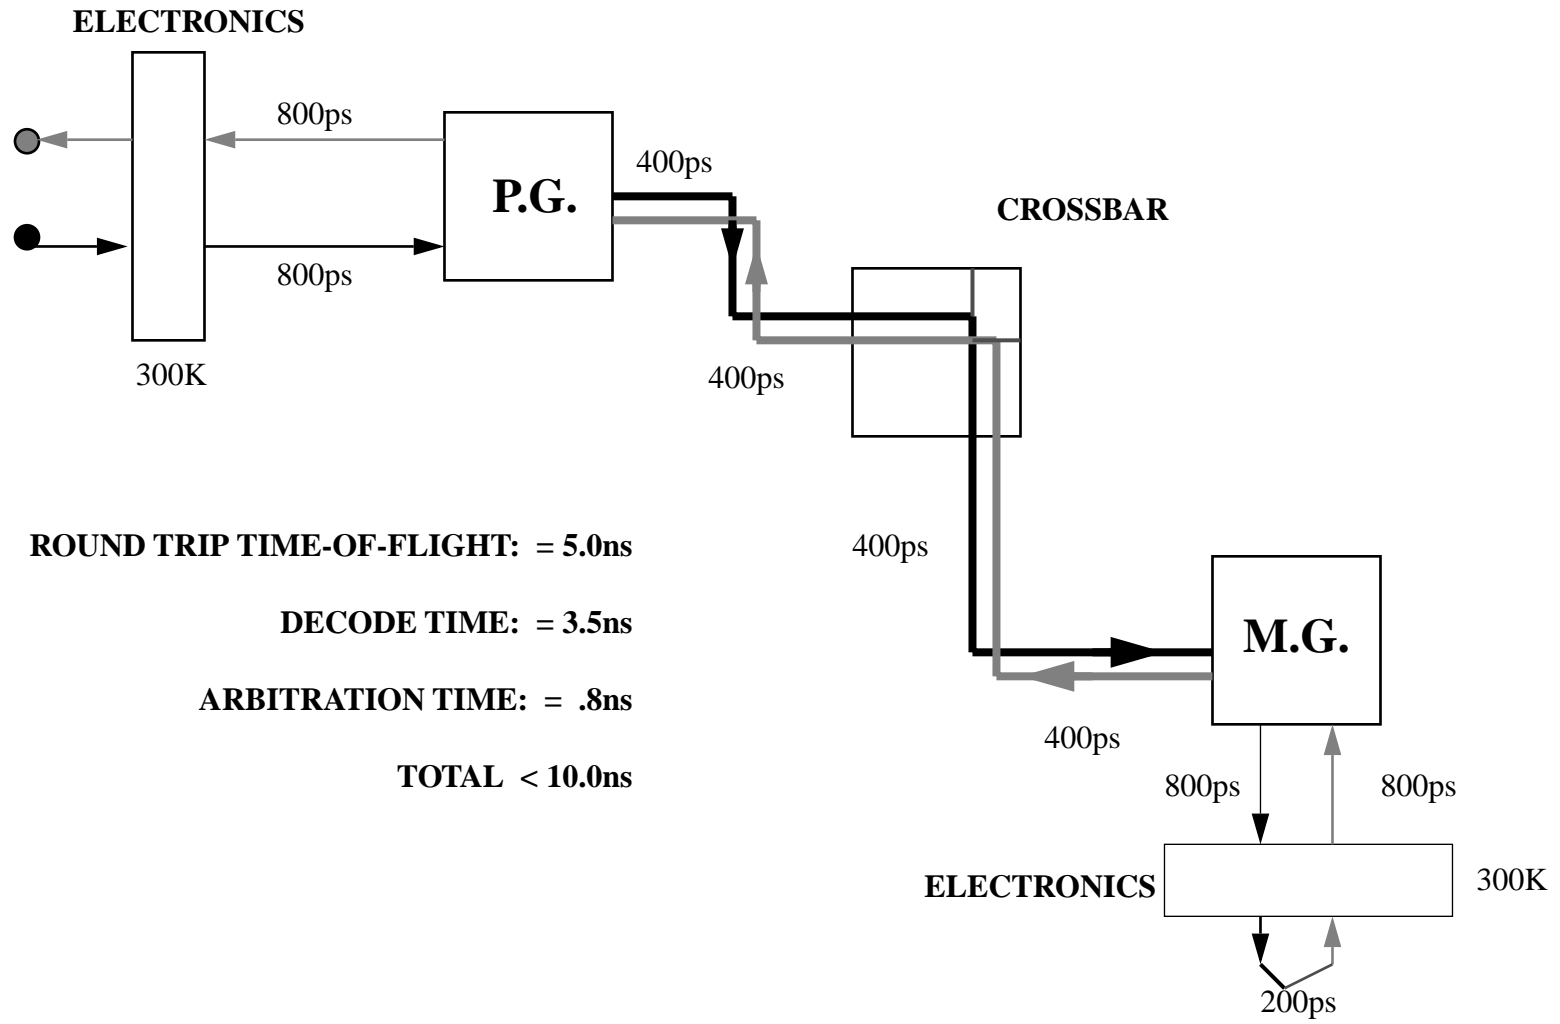 ELECTRONICS
800ps
400ps
P.G.
CROSSBAR
800ps
300K
400ps
ROUND TRIP TIME-OF-FLIGHT:  = 5.0ns
400ps
DECODE TIME:  = 3.5ns
M.G.
ARBITRATION TIME:  =  .8ns
400ps
TOTAL  < 10.0ns
800ps
800ps
ELECTRONICS
300K
200ps